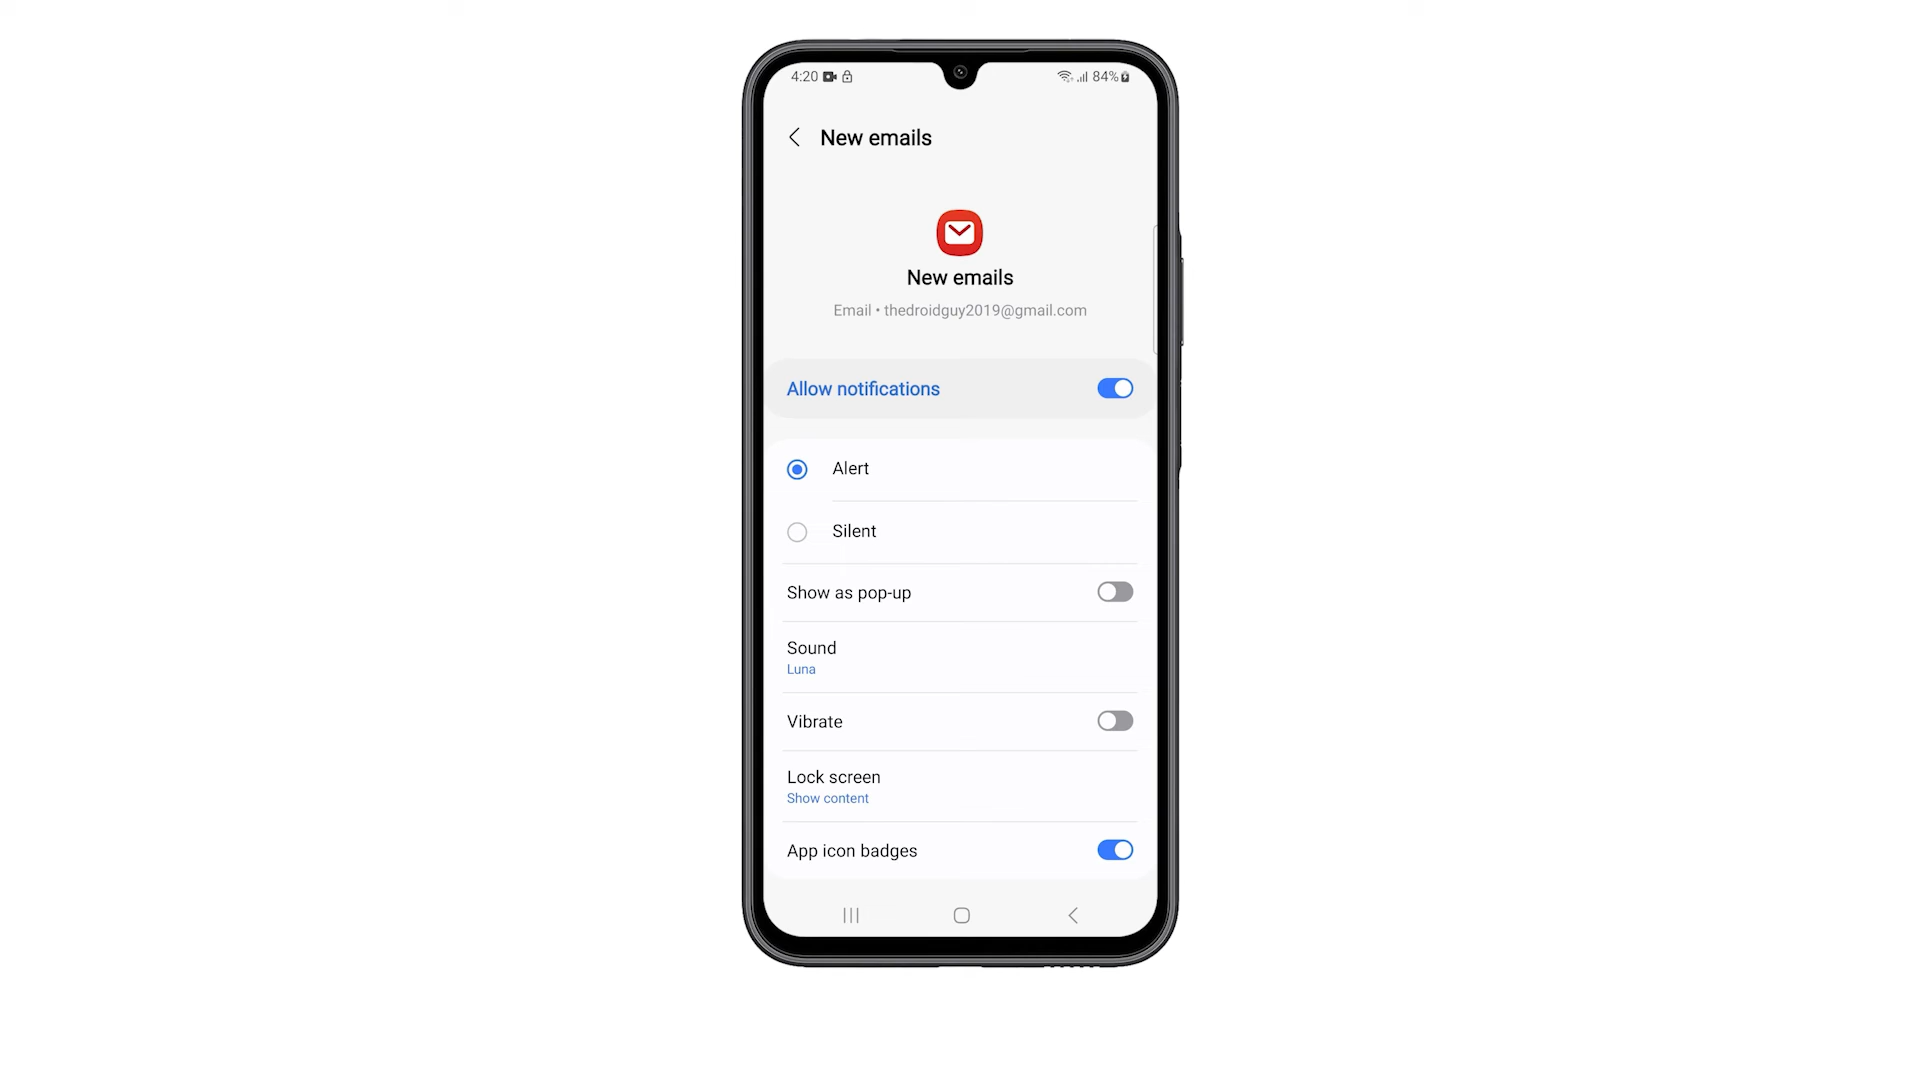 4:20 84%
New emails
New emails
Email • thedroidguy2019@gmail.com
Allow notifications
Alert
Silent
Show as pop-up
Sound
Luna
Vibrate
Lock screen
Show content
App icon badges